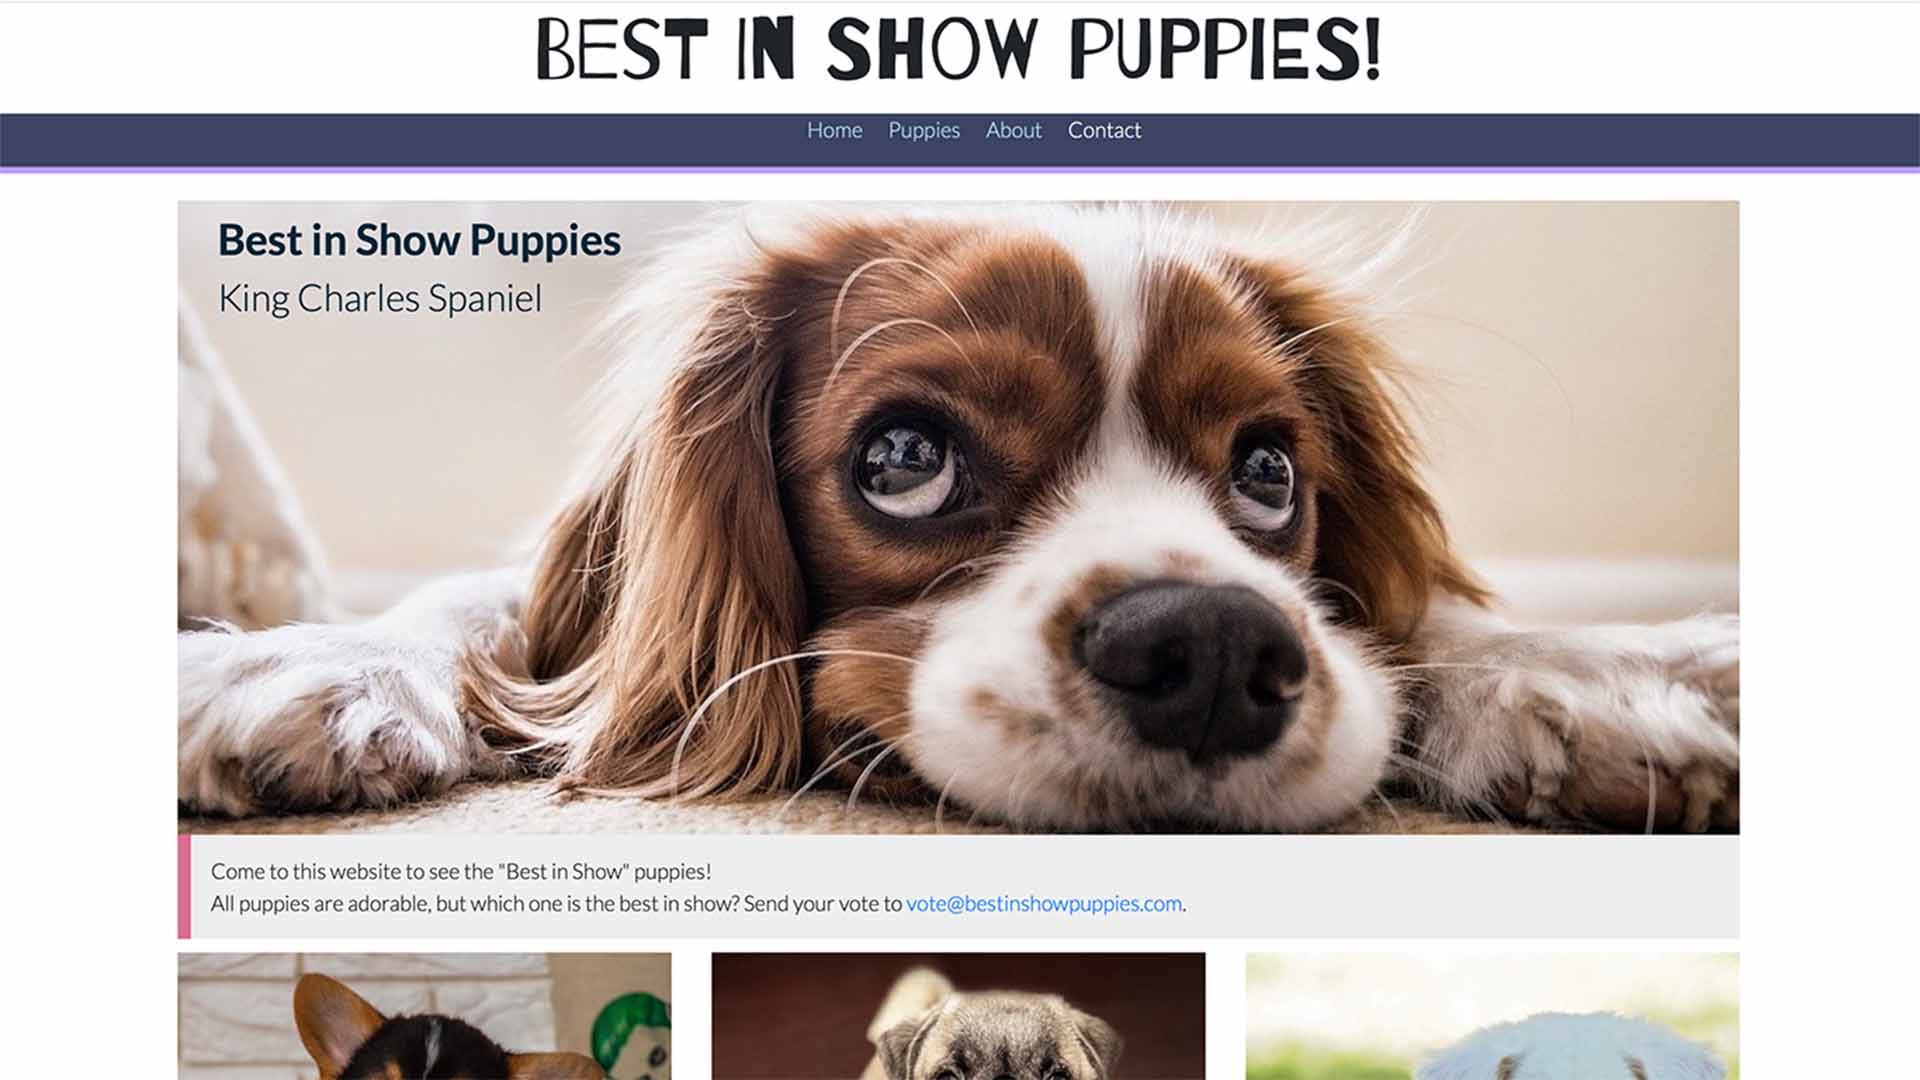 BEST IN SHOW PUPPIES!
Home Puppies About Contact
Best in Show Puppies
King Charles Spaniel
Come to this website to see the "Best in Show" puppies!
All puppies are adorable, but which one is the best in show? Send your vote to vote@bestinshowpuppies.com.